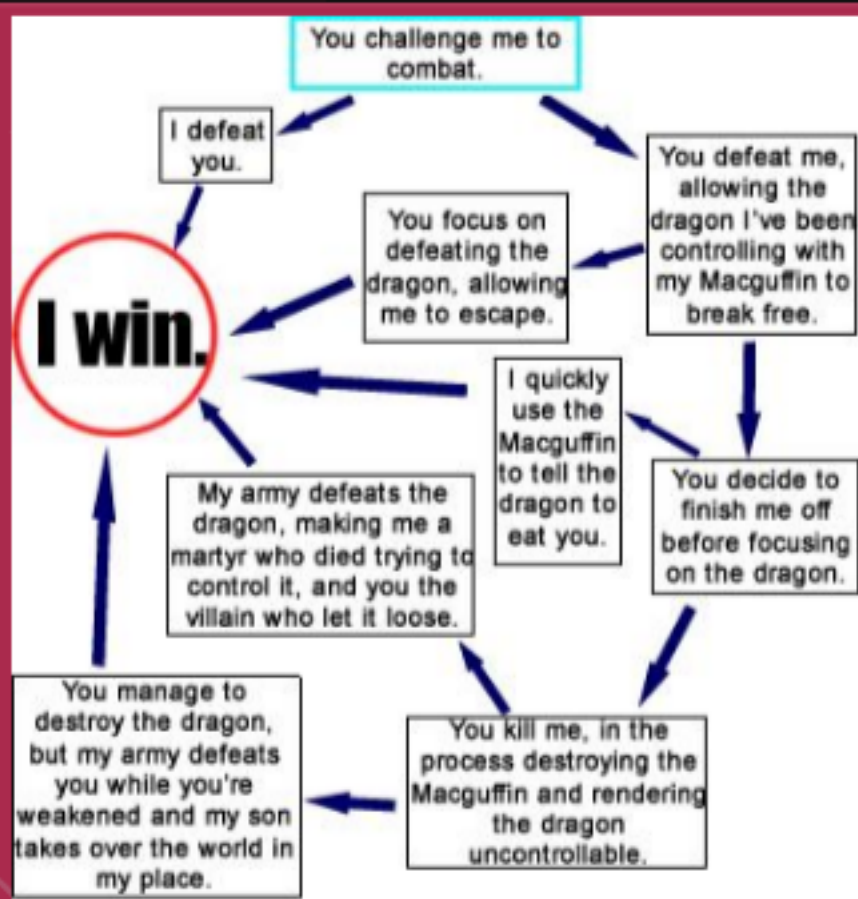 You challenge me to
combat.
I defeat
you.
You defeat me,
allowing the
dragon I've been
controlling with
my Macguffin to
break free.
You focus on
defeating the
dragon, allowing
me to escape.
I win.
I quickly
use the
Macguffin
to tell the
dragon to
eat you.
You decide to
finish me off
before focusing
on the dragon.
My army defeats the
dragon, making me a
martyr who died trying to
control it, and you the
villain who let it loose.
You manage to
destroy the dragon,
but my army defeats
you while you're
weakened and my son
takes over the world in
my place.
You kill me, in the
process destroying the
Macguffin and rendering
the dragon
uncontrollable.